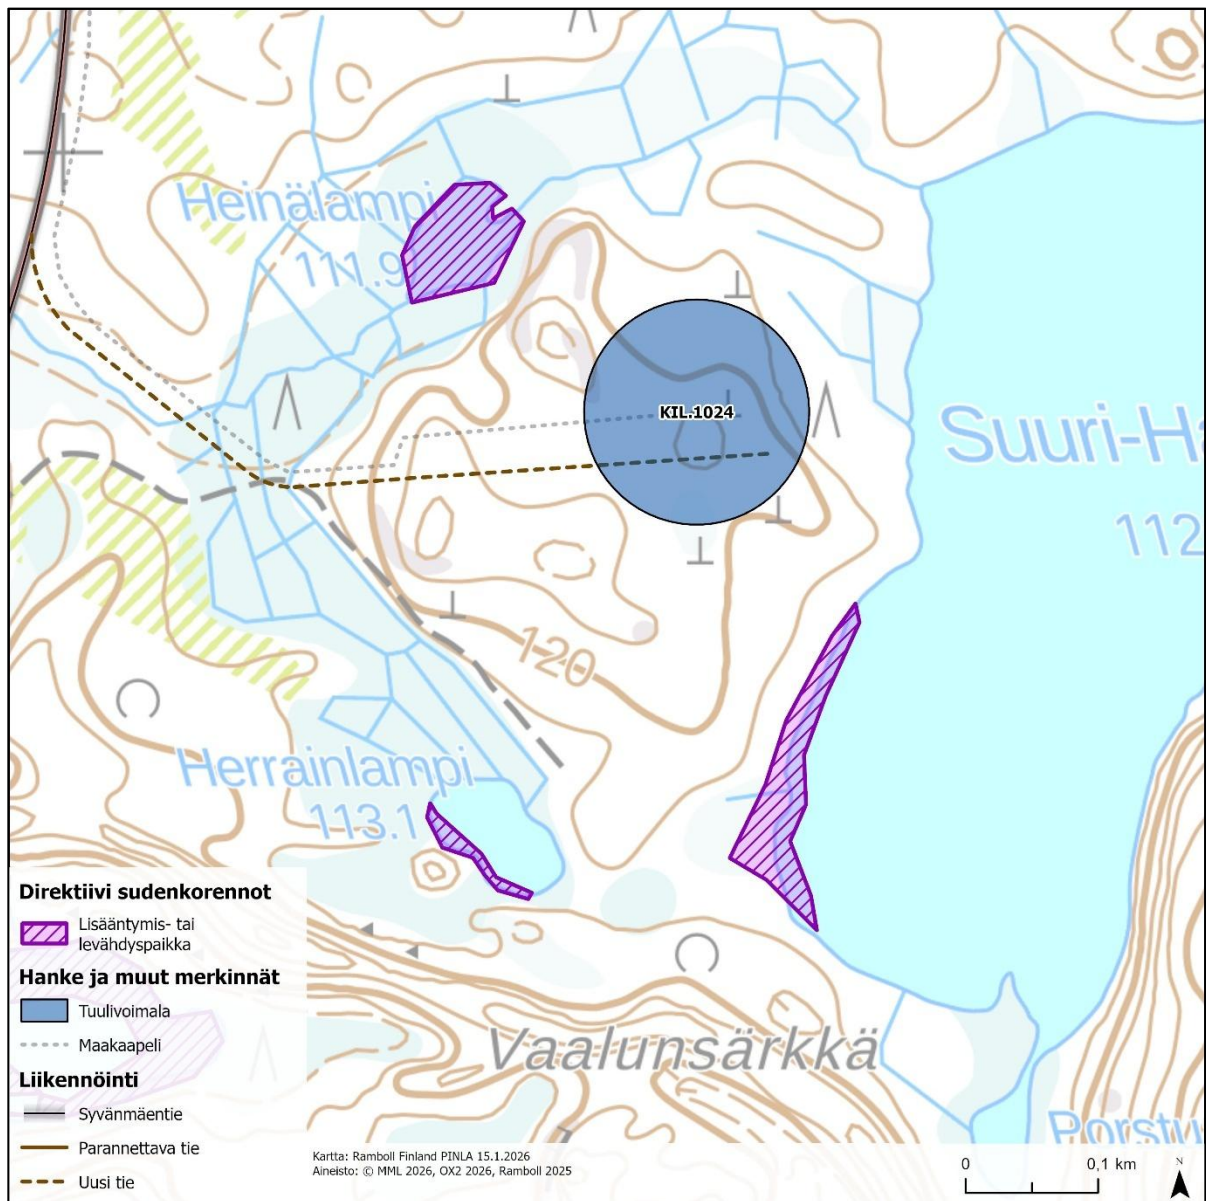 Heinälampi
111.9
KIL.1024
Suuri-Ha
112
120
Herrainlampi
113.1
Vaalunsärkkä
Porstu
Direktiivi sudenkorennot
Lisääntymis- tai
levähdyspaikka
Hanke ja muut merkinnät
Tuulivoimala
Maakaapeli
Liikennöinti
Syvänmäentie
Parannettava tie
Uusi tie
Kartta: Ramboll Finland PINLA 15.1.2026
Aineisto: © MML 2026, OX2 2026, Ramboll 2025
0 0,1 km
N